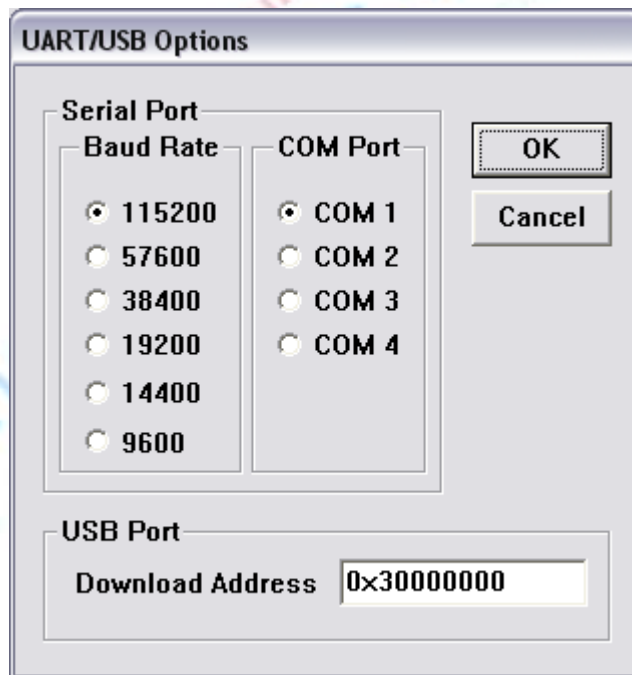 UART/USB Options
Serial Port
Baud Rate
115200
57600
38400
19200
14400
9600
COM Port
COM 1
COM 2
COM 3
COM 4
OK
Cancel
USB Port
Download Address 0x30000000